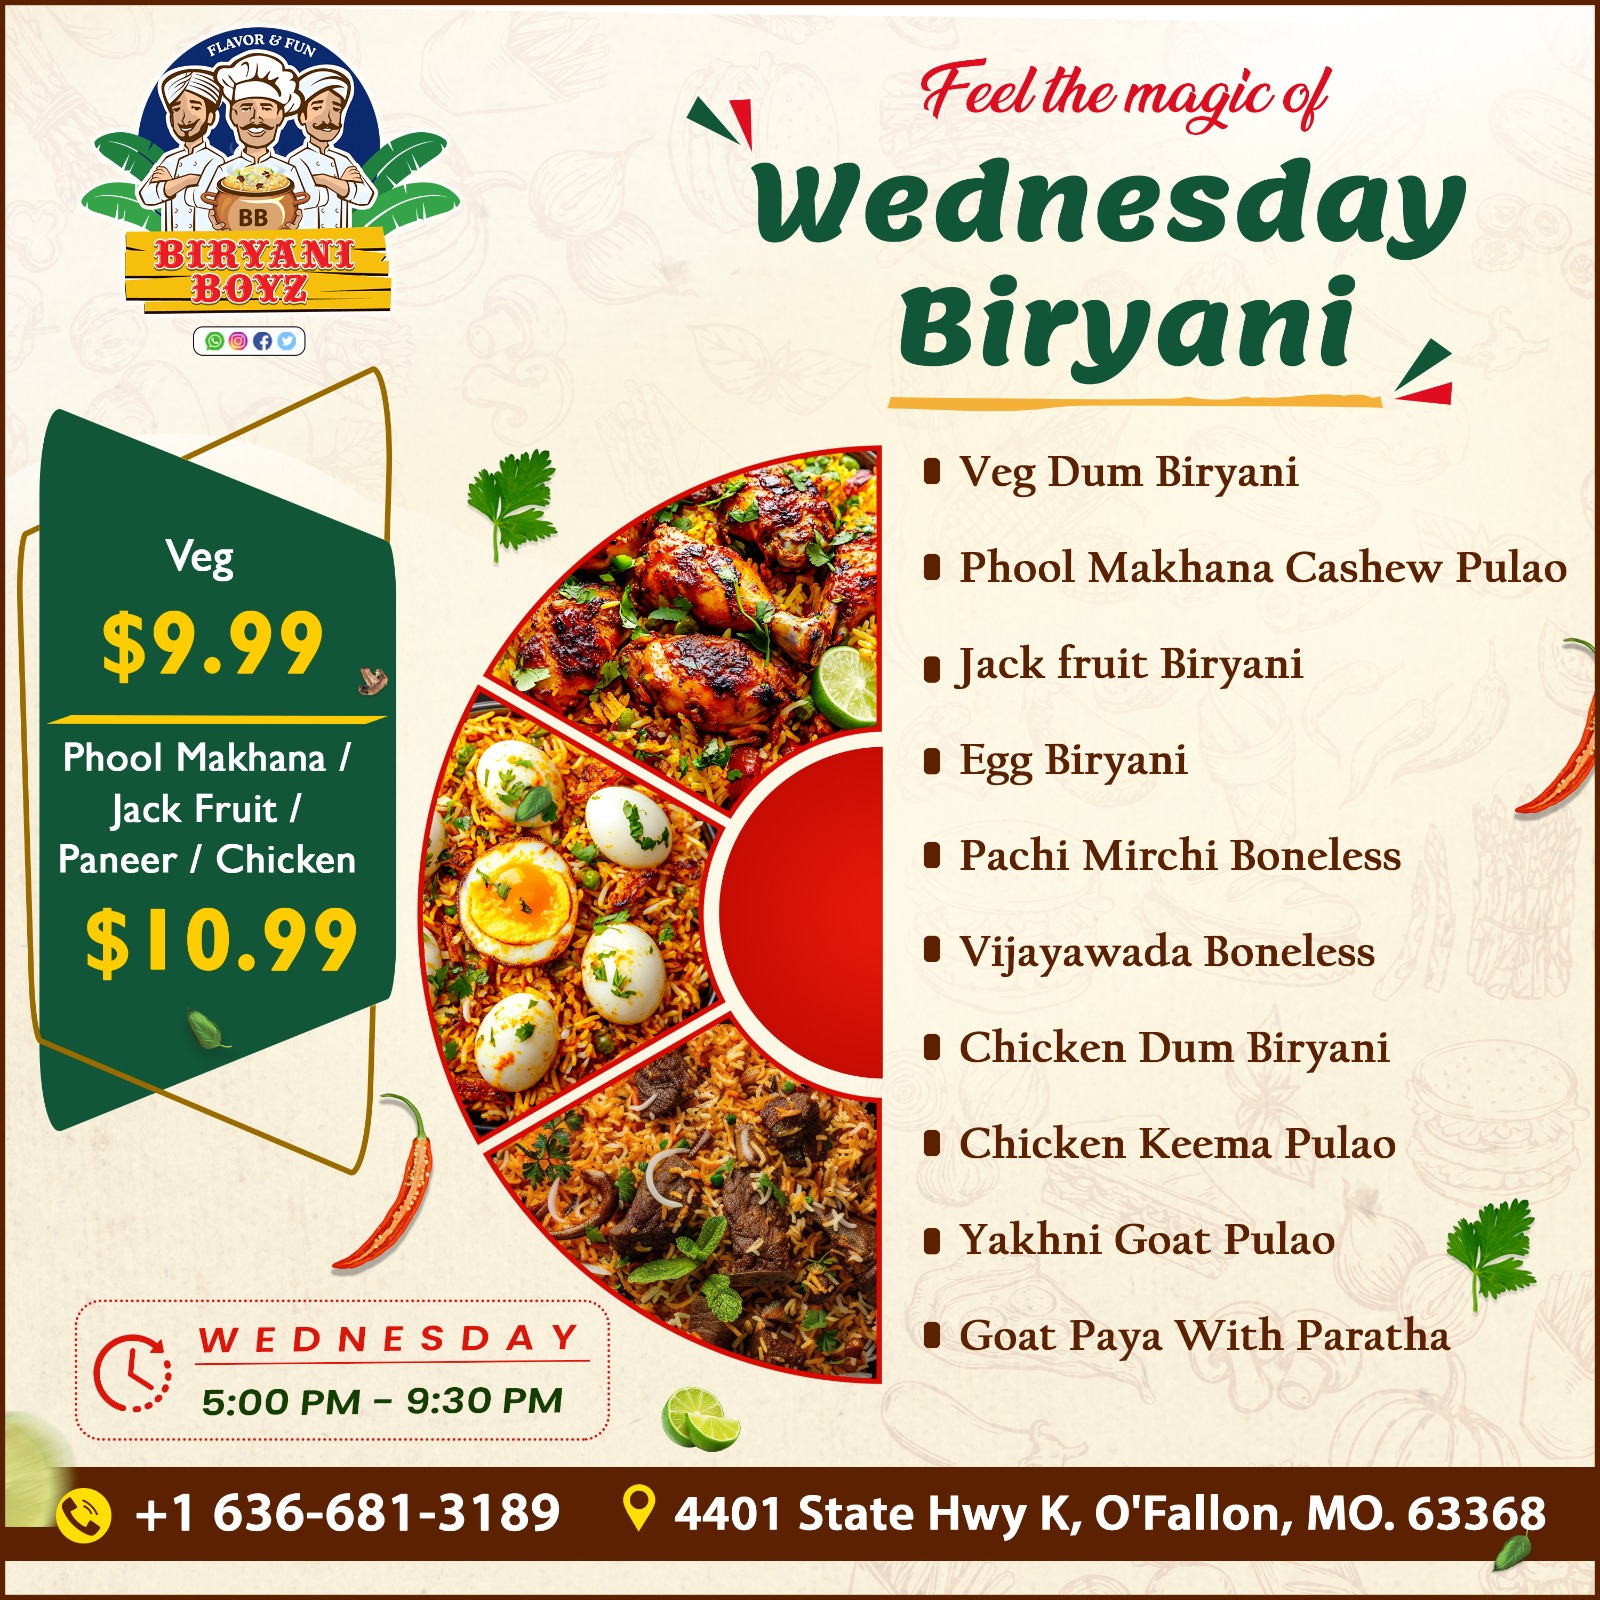 FLAVOR & FUN
BB
BIRYANI
BOYZ
Feel the magic of
Wednesday
Biryani
Veg
$9.99
Phool Makhana /
Jack Fruit /
Paneer / Chicken
$10.99
Veg Dum Biryani
Phool Makhana Cashew Pulao
Jack fruit Biryani
Egg Biryani
Pachi Mirchi Boneless
Vijayawada Boneless
Chicken Dum Biryani
Chicken Keema Pulao
Yakhni Goat Pulao
Goat Paya With Paratha
WEDNESDAY
5:00 PM – 9:30 PM
+1 636-681-3189
4401 State Hwy K, O'Fallon, MO. 63368